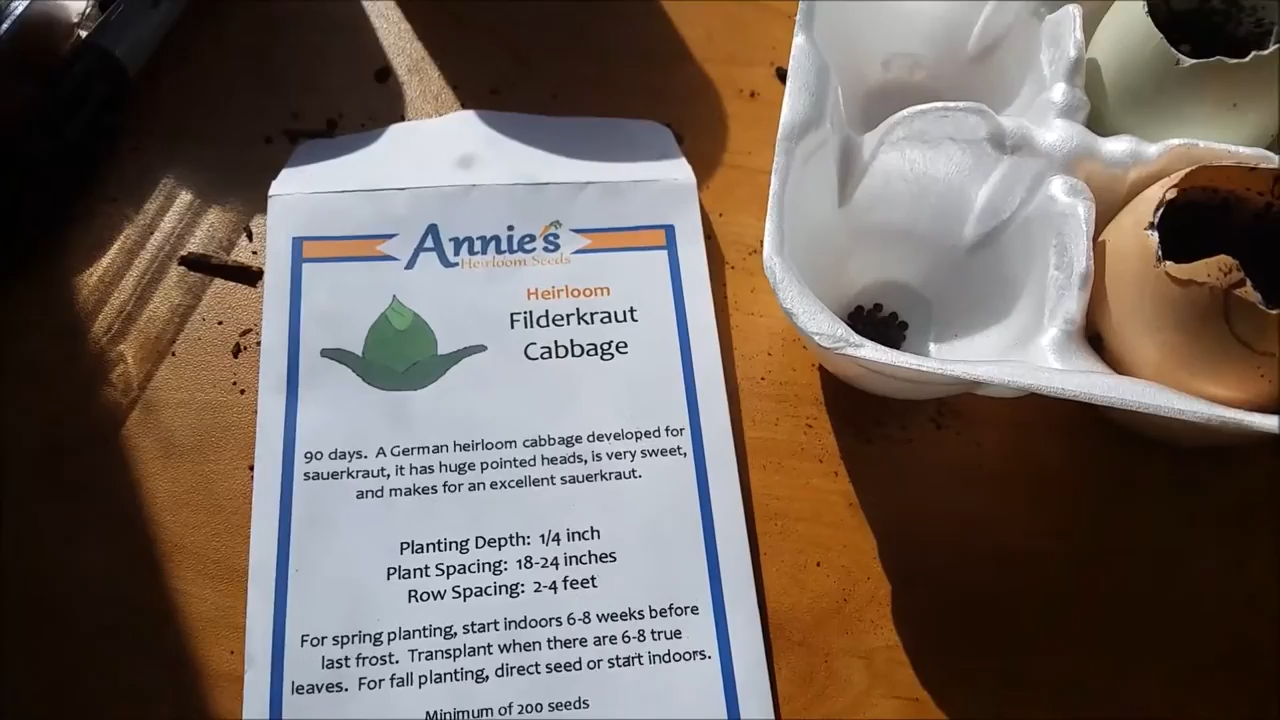 Annie's
Heirloom Seeds
Heirloom
Filderkraut
Cabbage
90 days. A German heirloom cabbage developed for
sauerkraut, it has huge pointed heads, is very sweet,
and makes for an excellent sauerkraut.
Planting Depth: 1/4 inch
Plant Spacing: 18-24 inches
Row Spacing: 2-4 feet
For spring planting, start indoors 6-8 weeks before
last frost. Transplant when there are 6-8 true
leaves. For fall planting, direct seed or start indoors.
Minimum of 200 seeds